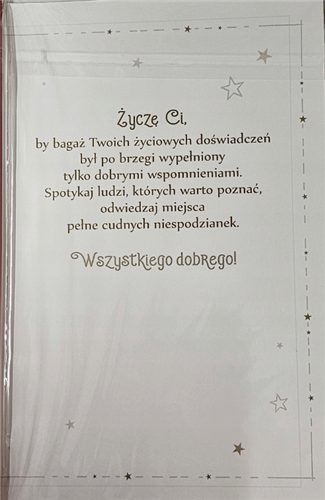 Życzę Ci,
by bagaż Twoich życiowych doświadczeń
był po brzegi wypełniony
tylko dobrymi wspomnieniami.
Spotykaj ludzi, których warto poznać,
odwiedzaj miejsca
pełne cudnych niespodzianek.
Wszystkiego dobrego!